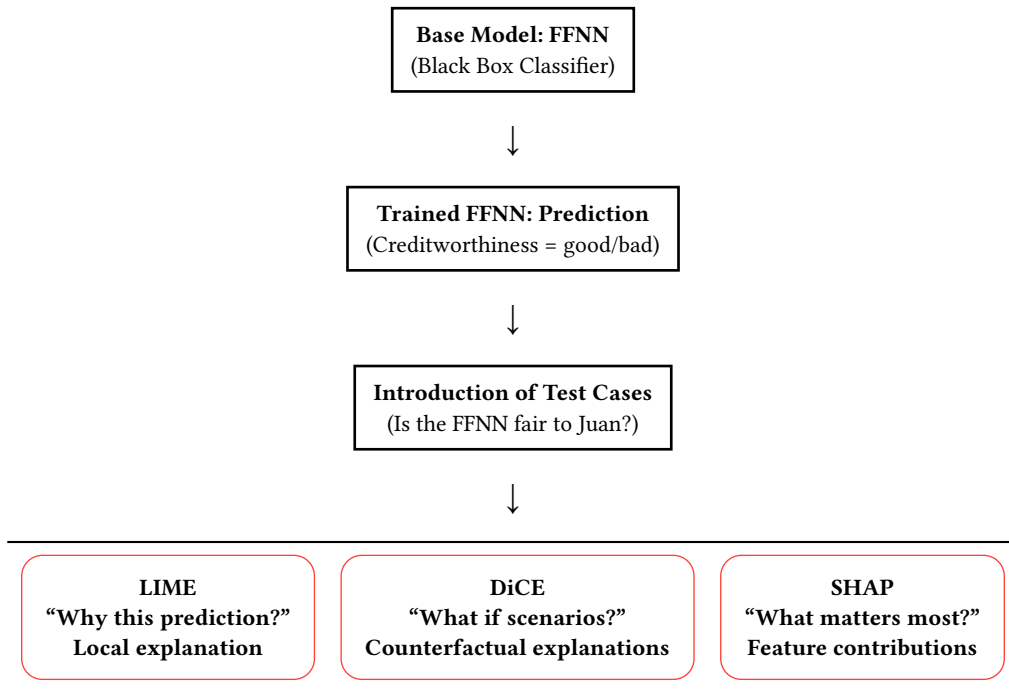 Base Model: FFNN
(Black Box Classifier)
↓
Trained FFNN: Prediction
(Creditworthiness = good/bad)
↓
Introduction of Test Cases
(Is the FFNN fair to Juan?)
↓
LIME
“Why this prediction?”
Local explanation
DiCE
“What if scenarios?”
Counterfactual explanations
SHAP
“What matters most?”
Feature contributions